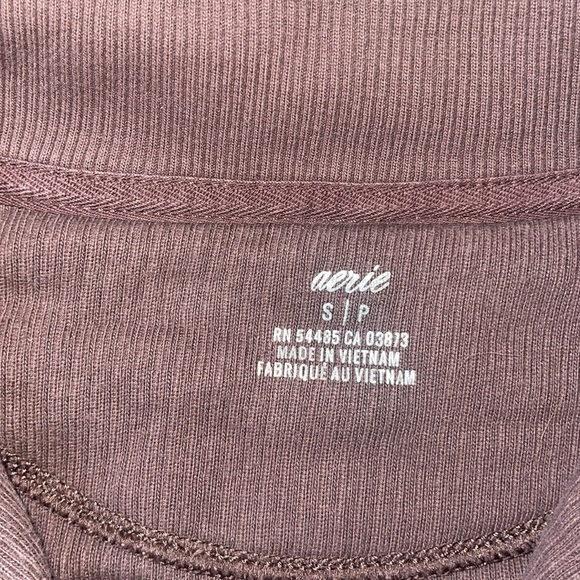 aerie
S | P
RN 54485 CA 03873
MADE IN VIETNAM
FABRIQUÉ AU VIETNAM